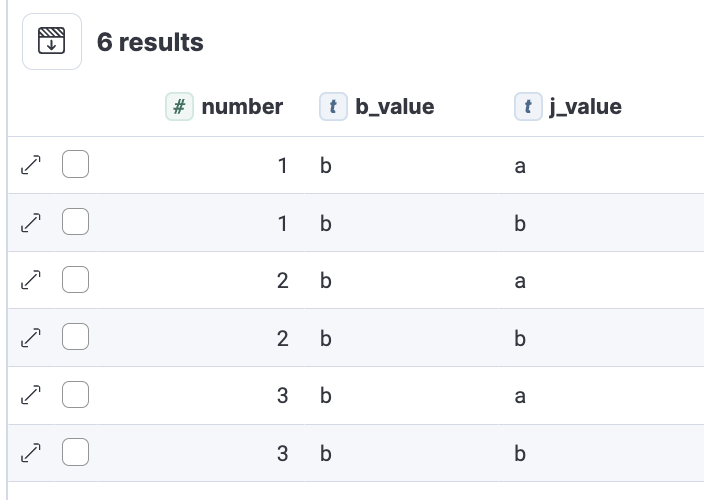 6 results
# number t b_value t j_value
1 b a
1 b b
2 b a
2 b b
3 b a
3 b b